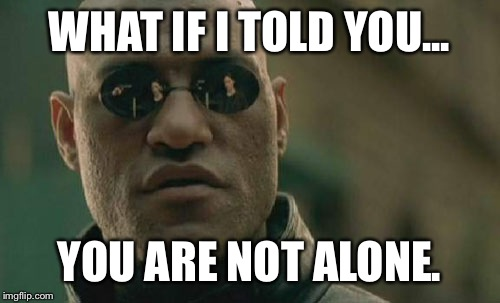 WHAT IF I TOLD YOU...
YOU ARE NOT ALONE.
imgflip.com